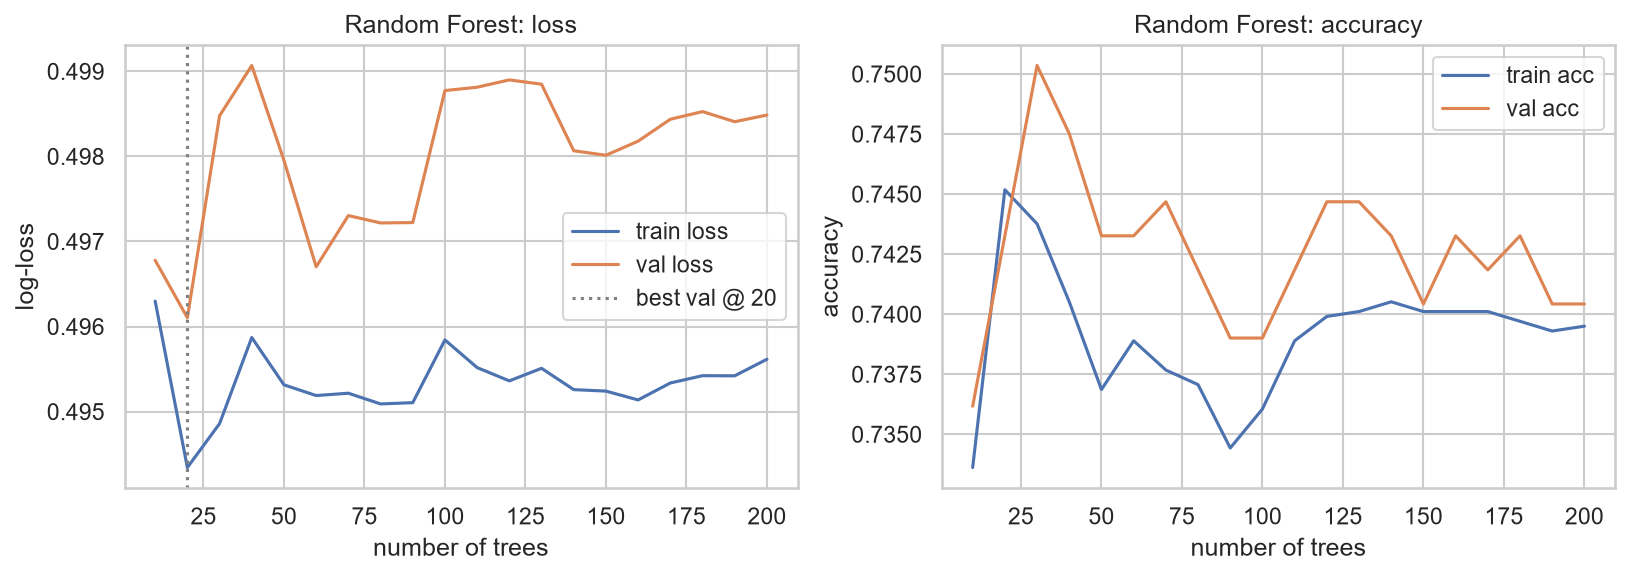 Random Forest: loss
0.499
0.498
0.497
0.496
0.495
log-loss
train loss
val loss
best val @ 20
25 50 75 100 125 150 175 200
number of trees
Random Forest: accuracy
0.7500
0.7475
0.7450
0.7425
0.7400
0.7375
0.7350
accuracy
train acc
val acc
25 50 75 100 125 150 175 200
number of trees